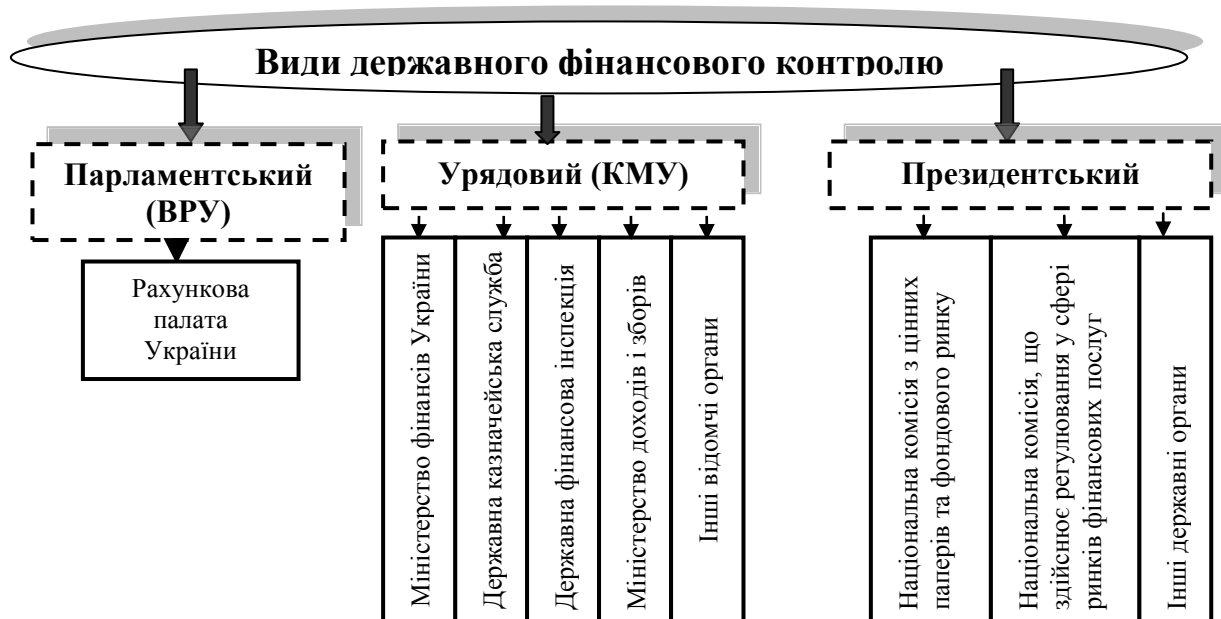 Види державного фінансового контролю
Парламентський
(ВРУ)
Рахункова
палата
України
Урядовий (КМУ)
Міністерство фінансів України
Державна казначейська служба
Державна фінансова інспекція
Міністерство доходів і зборів
Інші відомчі органи
Президентський
Національна комісія з цінних
паперів та фондового ринку
Національна комісія, що
здійснює регулювання у сфері
ринків фінансових послуг
Інші державні органи